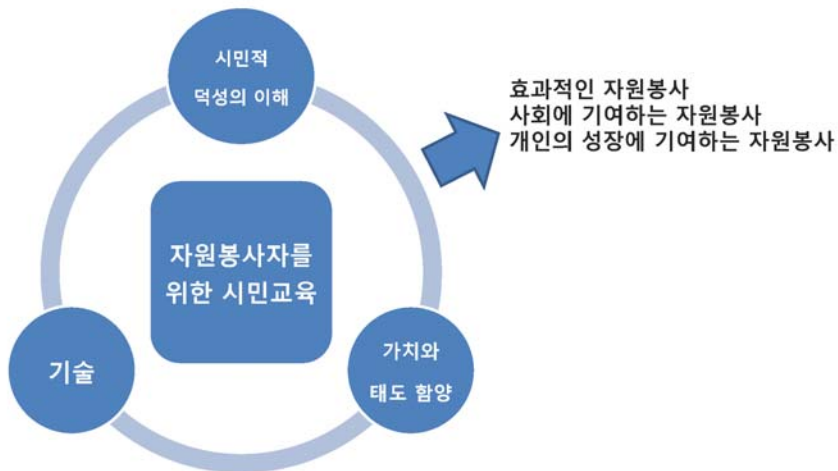 시민적
덕성의 이해
효과적인 자원봉사
사회에 기여하는 자원봉사
개인의 성장에 기여하는 자원봉사
자원봉사자를
위한 시민교육
기술
가치와
태도 함양